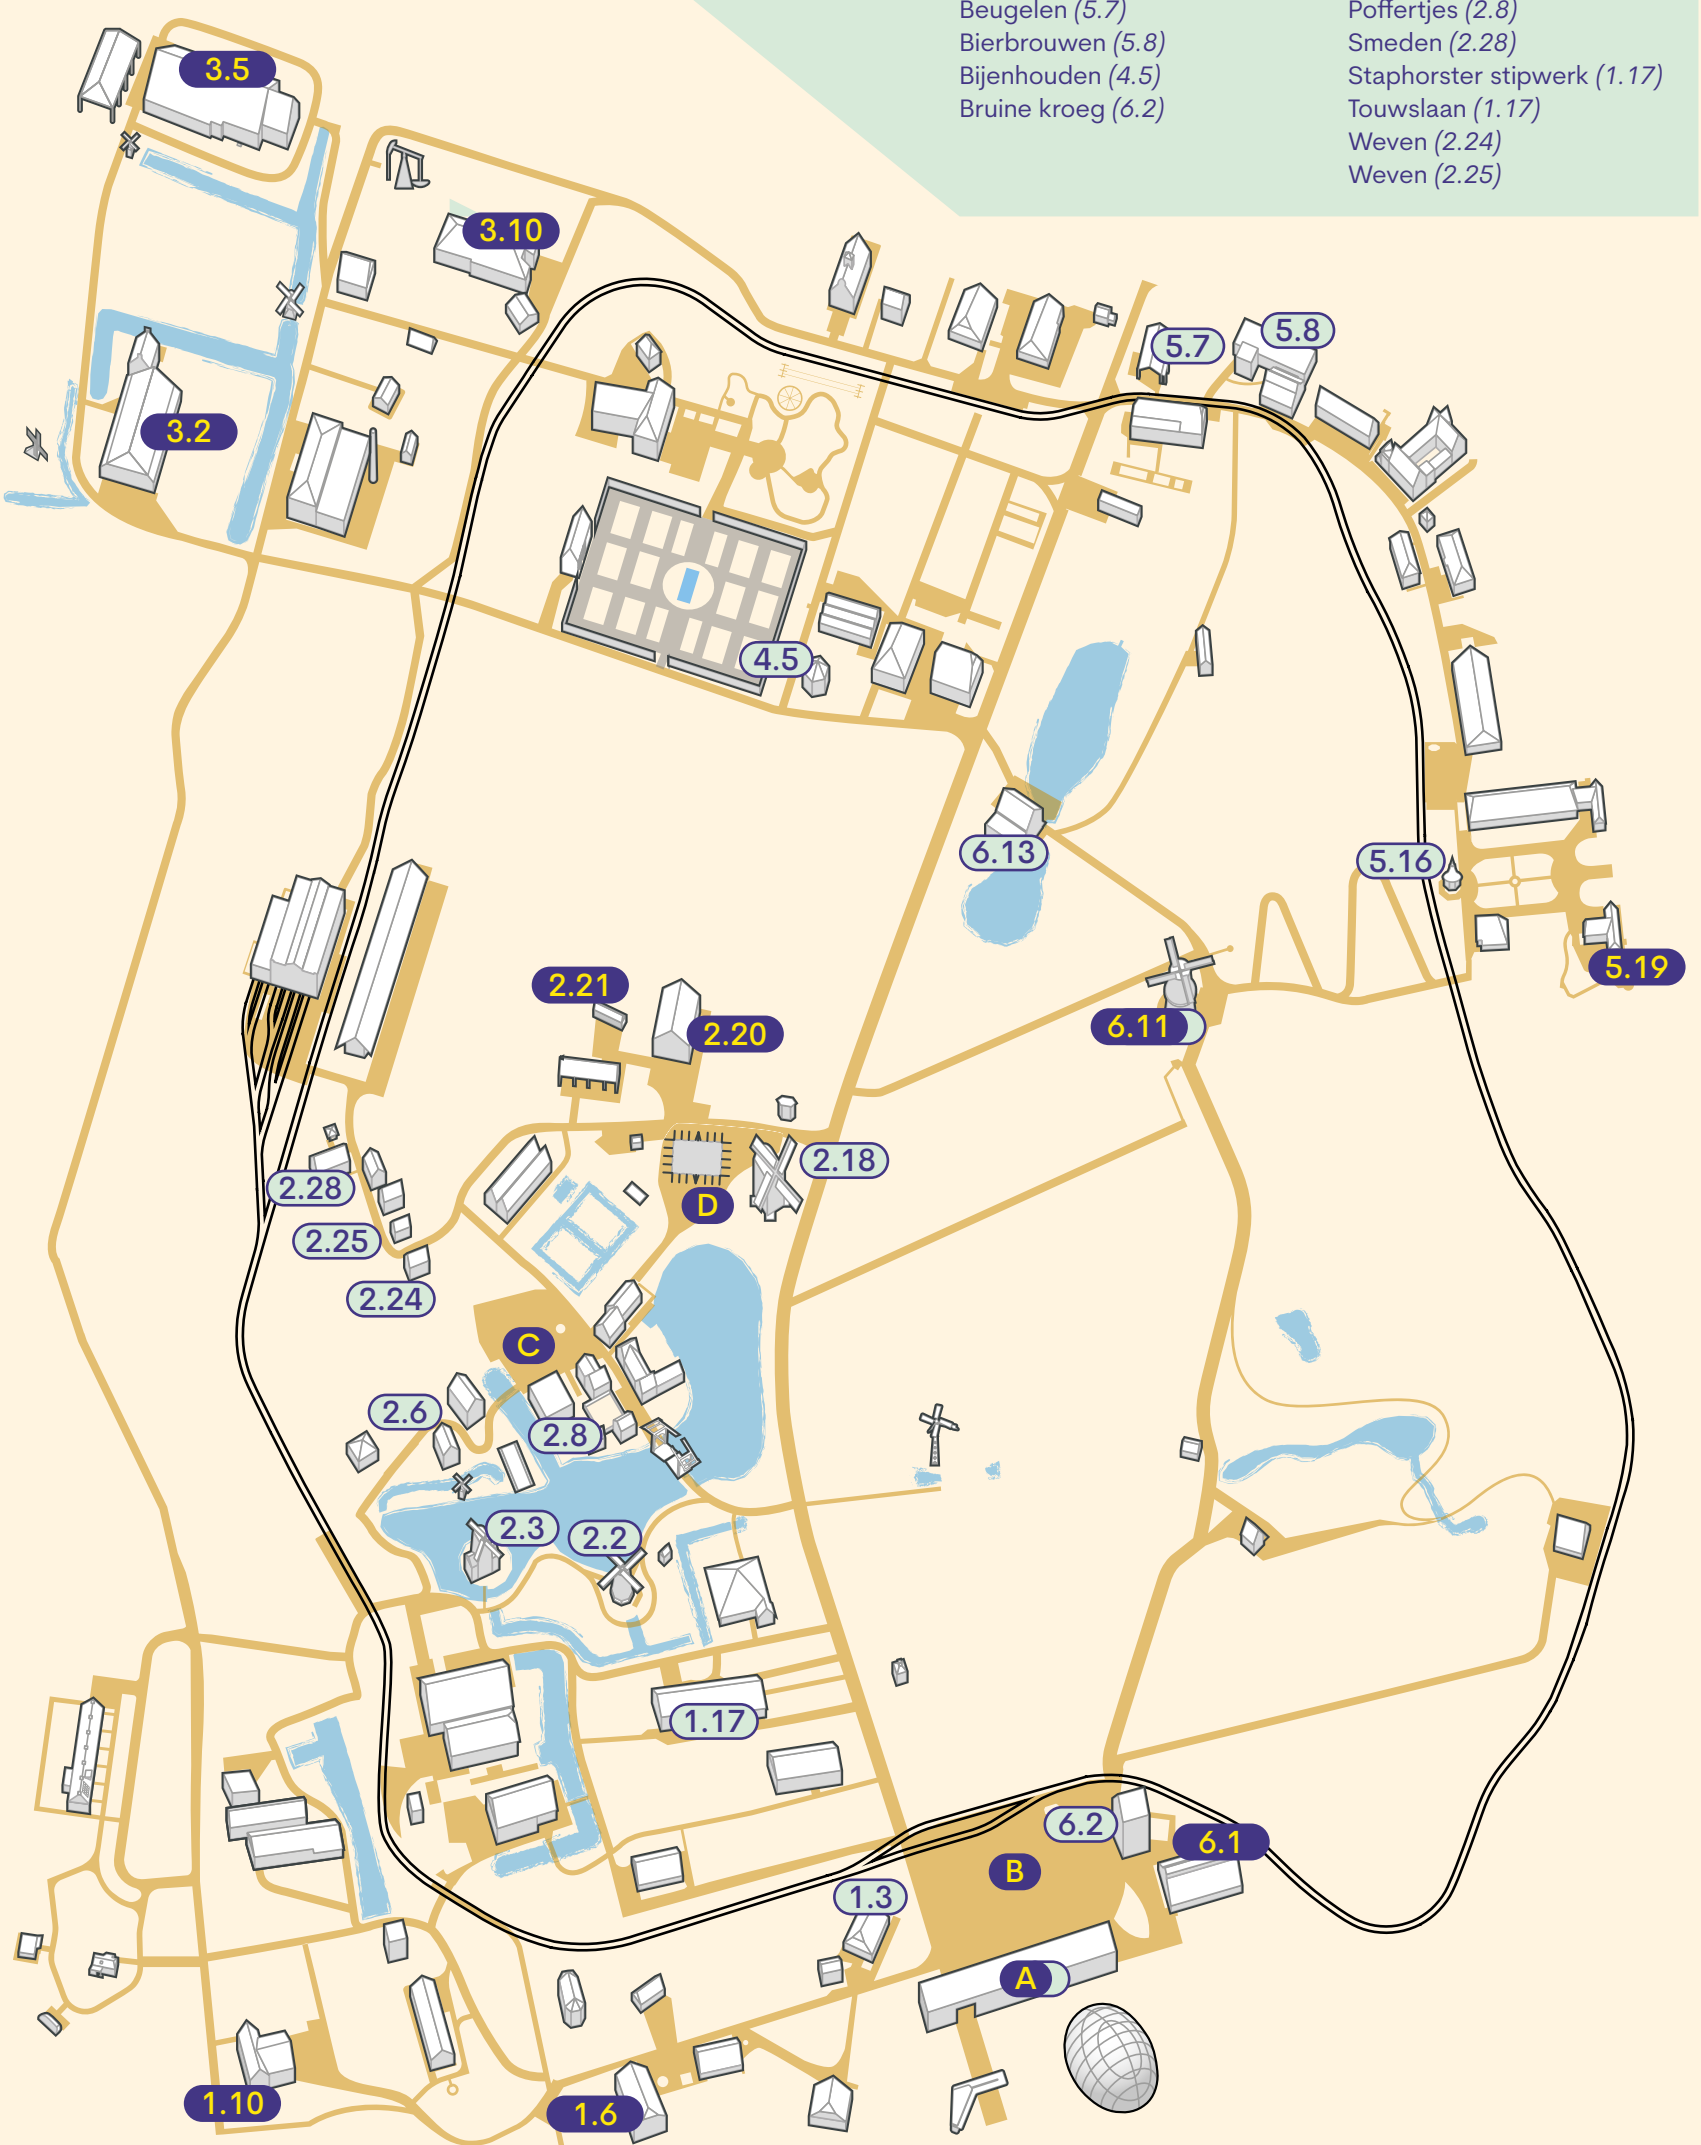 Beugelen (5.7)
Bierbrouwen (5.8)
Bijenhouden (4.5)
Bruine kroeg (6.2)
Poffertjes (2.8)
Smeden (2.28)
Staphorster stipwerk (1.17)
Touwslaan (1.17)
Weven (2.24)
Weven (2.25)
3.5
3.10
5.8
5.7
3.2
4.5
6.13
5.16
5.19
2.21
2.20
6.11
2.18
2.28
D
2.25
2.24
C
2.6
2.8
2.3
2.2
1.17
6.2
6.1
B
1.3
A
1.10
1.6